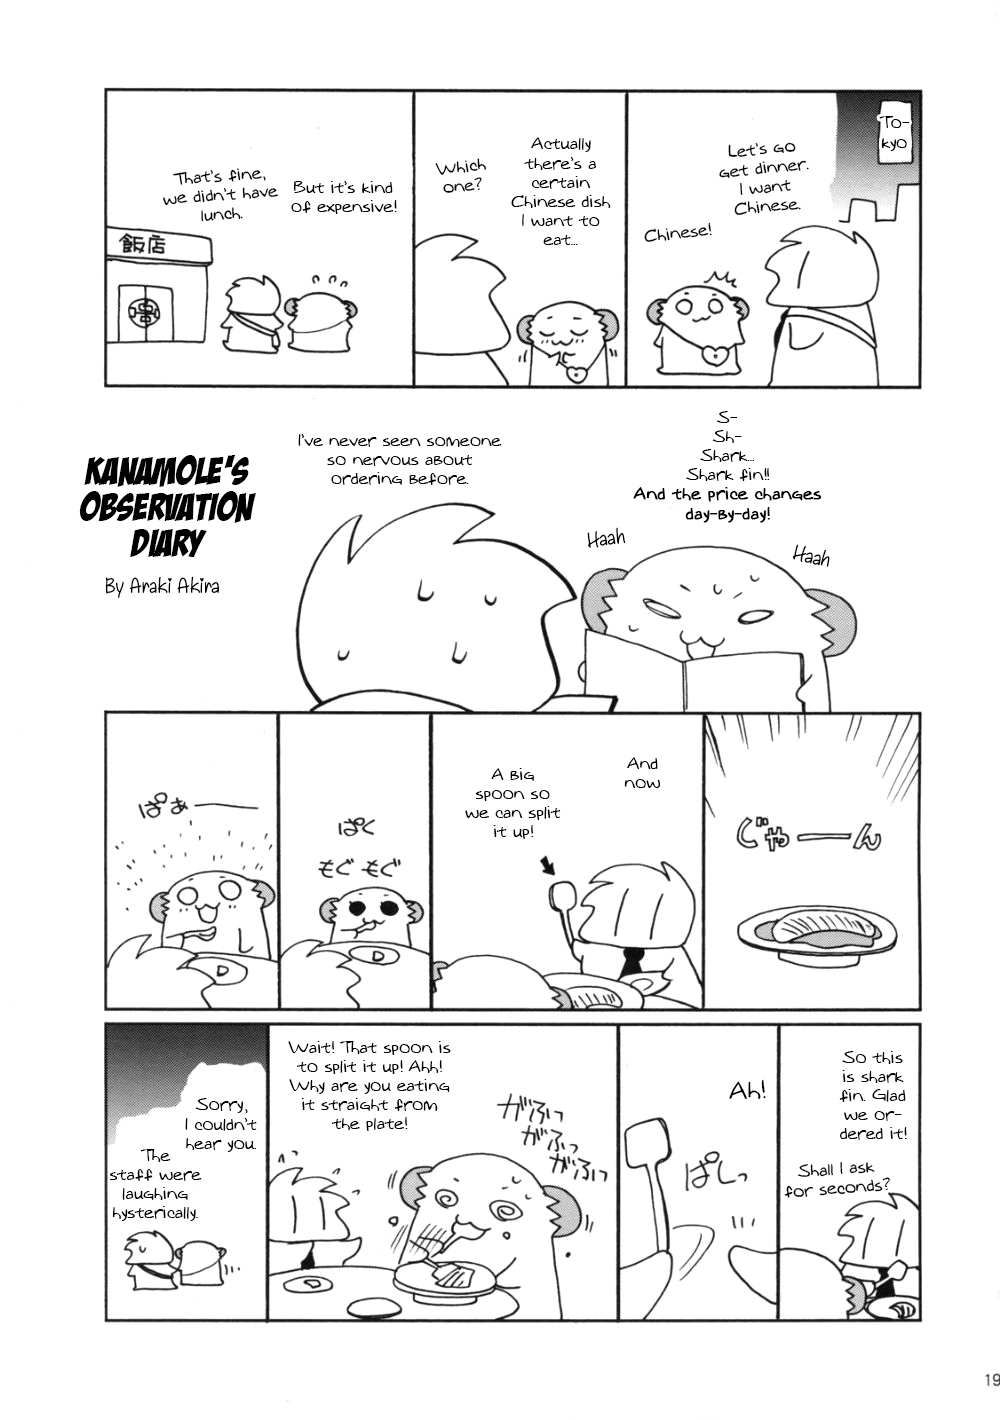 To-
kyo
Let's Go
get dinner.
I want
Chinese.
Chinese!
Actually
there's a
certain
Chinese dish
I want to
eat...
Which
one?
But it's kind
of expensive!
That's fine,
we didn't have
lunch.
飯店
S-
Sh-
Shark...
Shark fin!!
And the price changes
day-by-day!
Haah
Haah
I've never seen someone
so nervous about
ordering before.
KANAMOLE'S
OBSERVATION
DIARY
By Araki Akira
じゃーん
And
now
A big
spoon so
we can split
it up!
ぱく
もぐ もぐ
ぱぁー
So this
is shark
fin. Glad
we or-
dered it!
Shall I ask
for seconds?
Ah!
ぱしっ
Wait! That spoon is
to split it up! Ahh!
Why are you eating
it straight from
the plate!
がふっ
がふっ
がふっ
Sorry,
I couldn't
hear you.
The
staff were
laughing
hysterically.
19